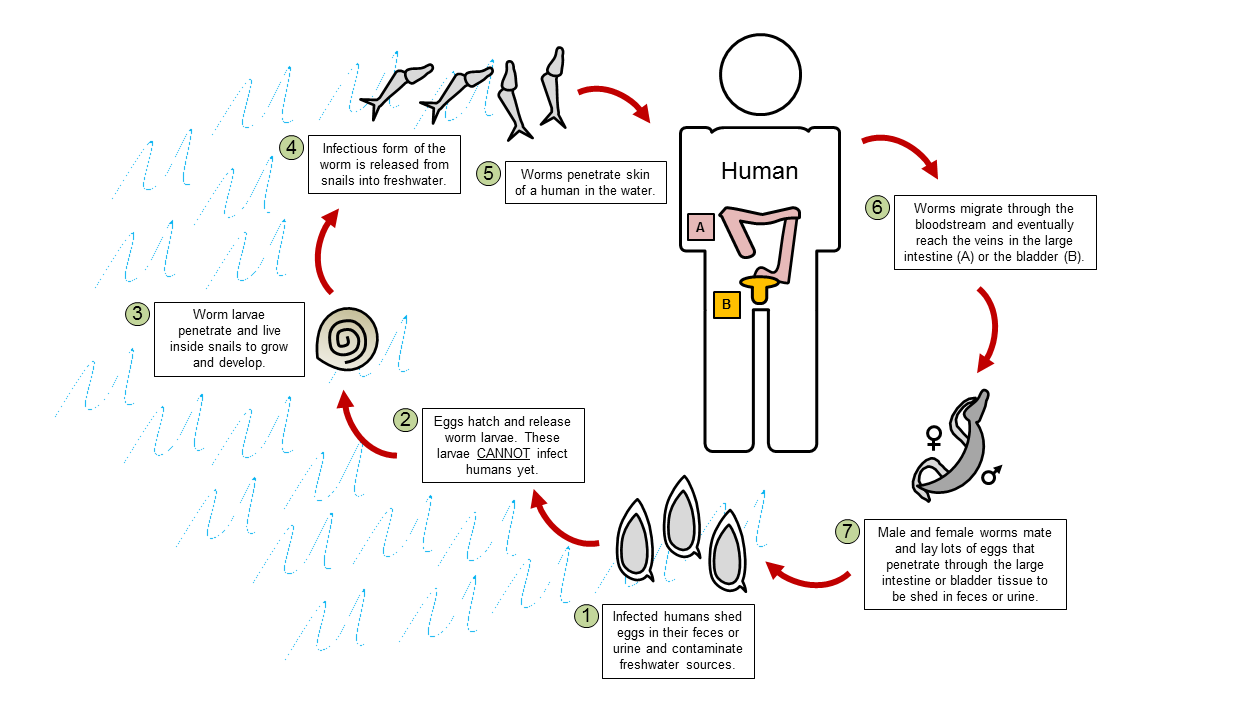 4
Infectious form of the
worm is released from
snails into freshwater.
5
Worms penetrate skin
of a human in the water.
Human
A
B
6
Worms migrate through the
bloodstream and eventually
reach the veins in the large
intestine (A) or the bladder (B).
3
Worm larvae
penetrate and live
inside snails to grow
and develop.
2
Eggs hatch and release
worm larvae. These
larvae CANNOT infect
humans yet.
7
Male and female worms mate
and lay lots of eggs that
penetrate through the large
intestine or bladder tissue to
be shed in feces or urine.
1
Infected humans shed
eggs in their feces or
urine and contaminate
freshwater sources.